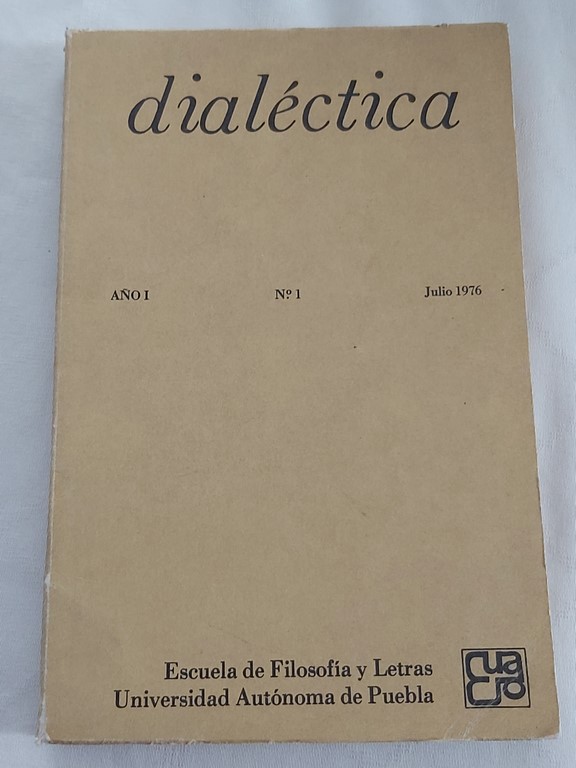 dialéctica
AÑO I Nº 1 Julio 1976
Escuela de Filosofía y Letras
Universidad Autónoma de Puebla